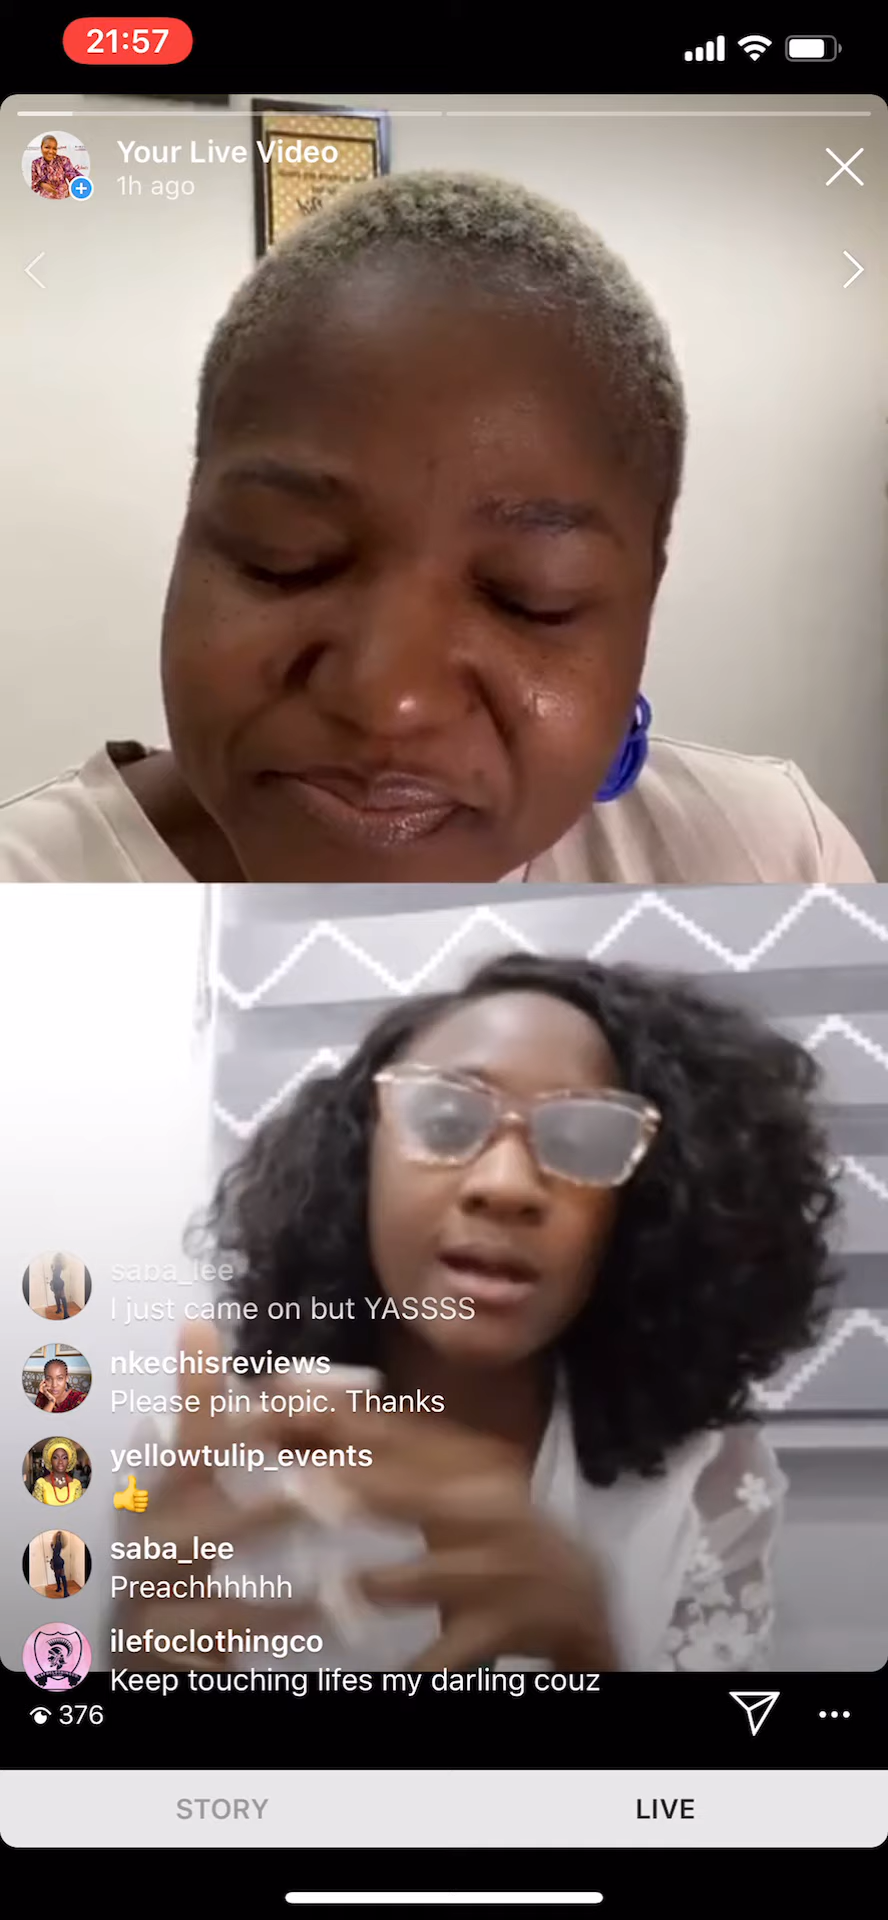 21:57
Your Live Video
1h ago
saba_lee
I just came on but YASSSS
nkechisreviews
Please pin topic. Thanks
yellowtulip_events
👍
saba_lee
Preachhhhhh
ilefoclothingco
Keep touching lifes my darling couz
376
STORY
LIVE